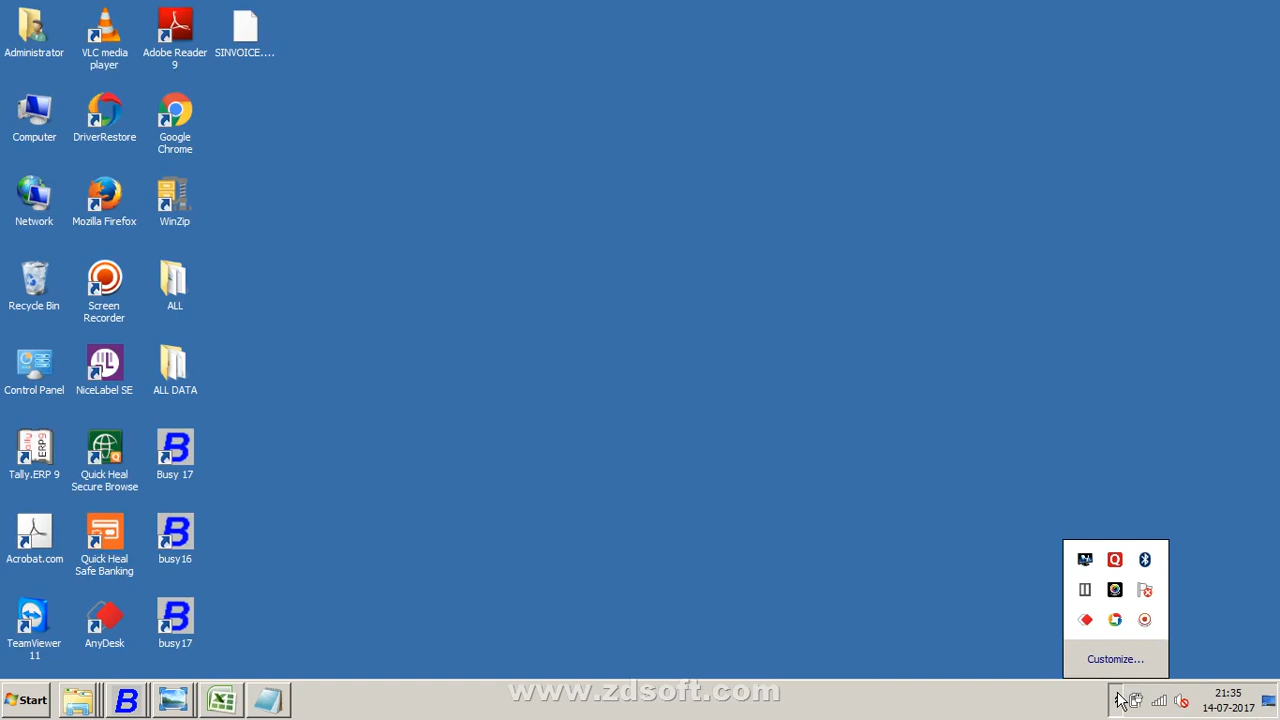 Administrator
VLC media
player
Adobe Reader
9
SINVOICE....
Computer
DriverRestore
Google
Chrome
Network
Mozilla Firefox
WinZip
Recycle Bin
Screen
Recorder
ALL
Control Panel
NiceLabel SE
ALL DATA
Tally.ERP 9
Quick Heal
Secure Browse
Busy 17
Acrobat.com
Quick Heal
Safe Banking
busy16
TeamViewer
11
AnyDesk
busy17
Customize...
Start
www.zdsoft.com
21:35
14-07-2017